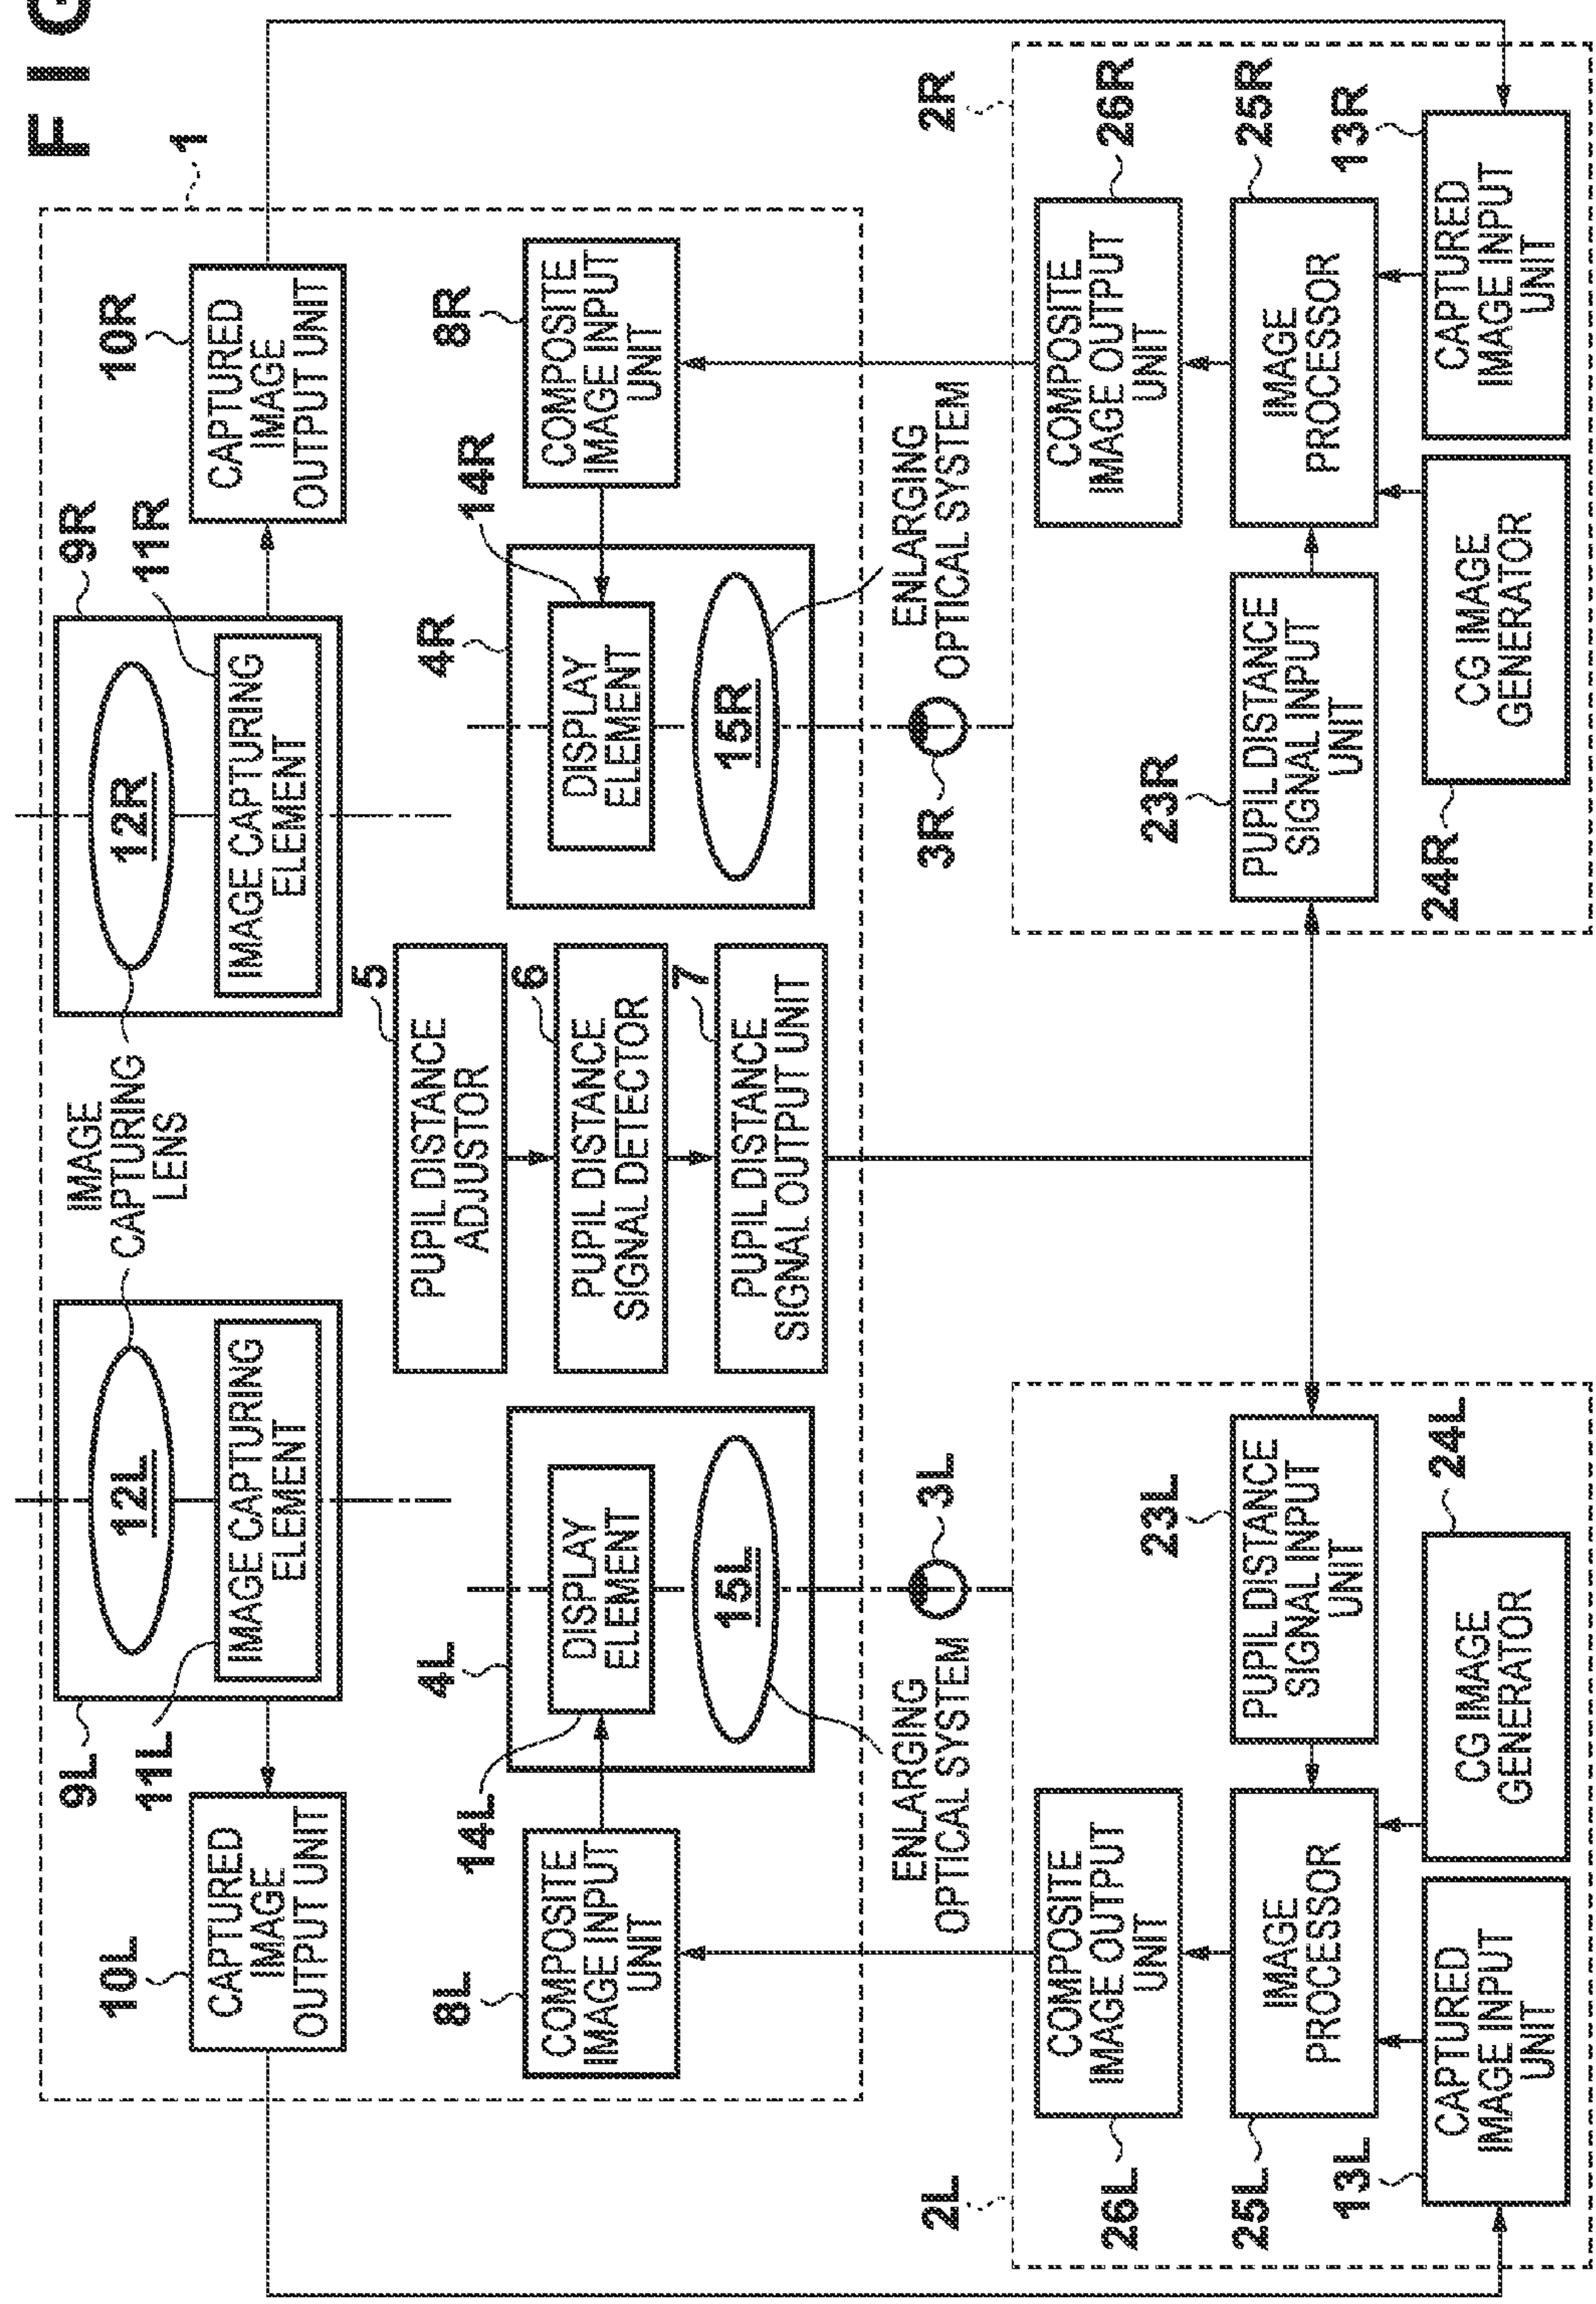 FIG
1
9L
11L
10L
12L
IMAGE CAPTURING
ELEMENT
CAPTURED
IMAGE
OUTPUT UNIT
IMAGE
CAPTURING
LENS
9R
11R
10R
12R
IMAGE CAPTURING
ELEMENT
CAPTURED
IMAGE
OUTPUT UNIT
5
PUPIL DISTANCE
ADJUSTOR
6
PUPIL DISTANCE
SIGNAL DETECTOR
7
PUPIL DISTANCE
SIGNAL OUTPUT UNIT
8L
COMPOSITE
IMAGE INPUT
UNIT
14L
4L
DISPLAY
ELEMENT
15L
ENLARGING
OPTICAL SYSTEM
3L
4R
14R
8R
DISPLAY
ELEMENT
15R
COMPOSITE
IMAGE INPUT
UNIT
3R
ENLARGING
OPTICAL SYSTEM
2L
26L
COMPOSITE
IMAGE OUTPUT
UNIT
25L
IMAGE
PROCESSOR
23L
PUPIL DISTANCE
SIGNAL INPUT
UNIT
13L
CAPTURED
IMAGE INPUT
UNIT
24L
CG IMAGE
GENERATOR
2R
26R
COMPOSITE
IMAGE OUTPUT
UNIT
23R
PUPIL DISTANCE
SIGNAL INPUT
UNIT
25R
IMAGE
PROCESSOR
24R
CG IMAGE
GENERATOR
13R
CAPTURED
IMAGE INPUT
UNIT